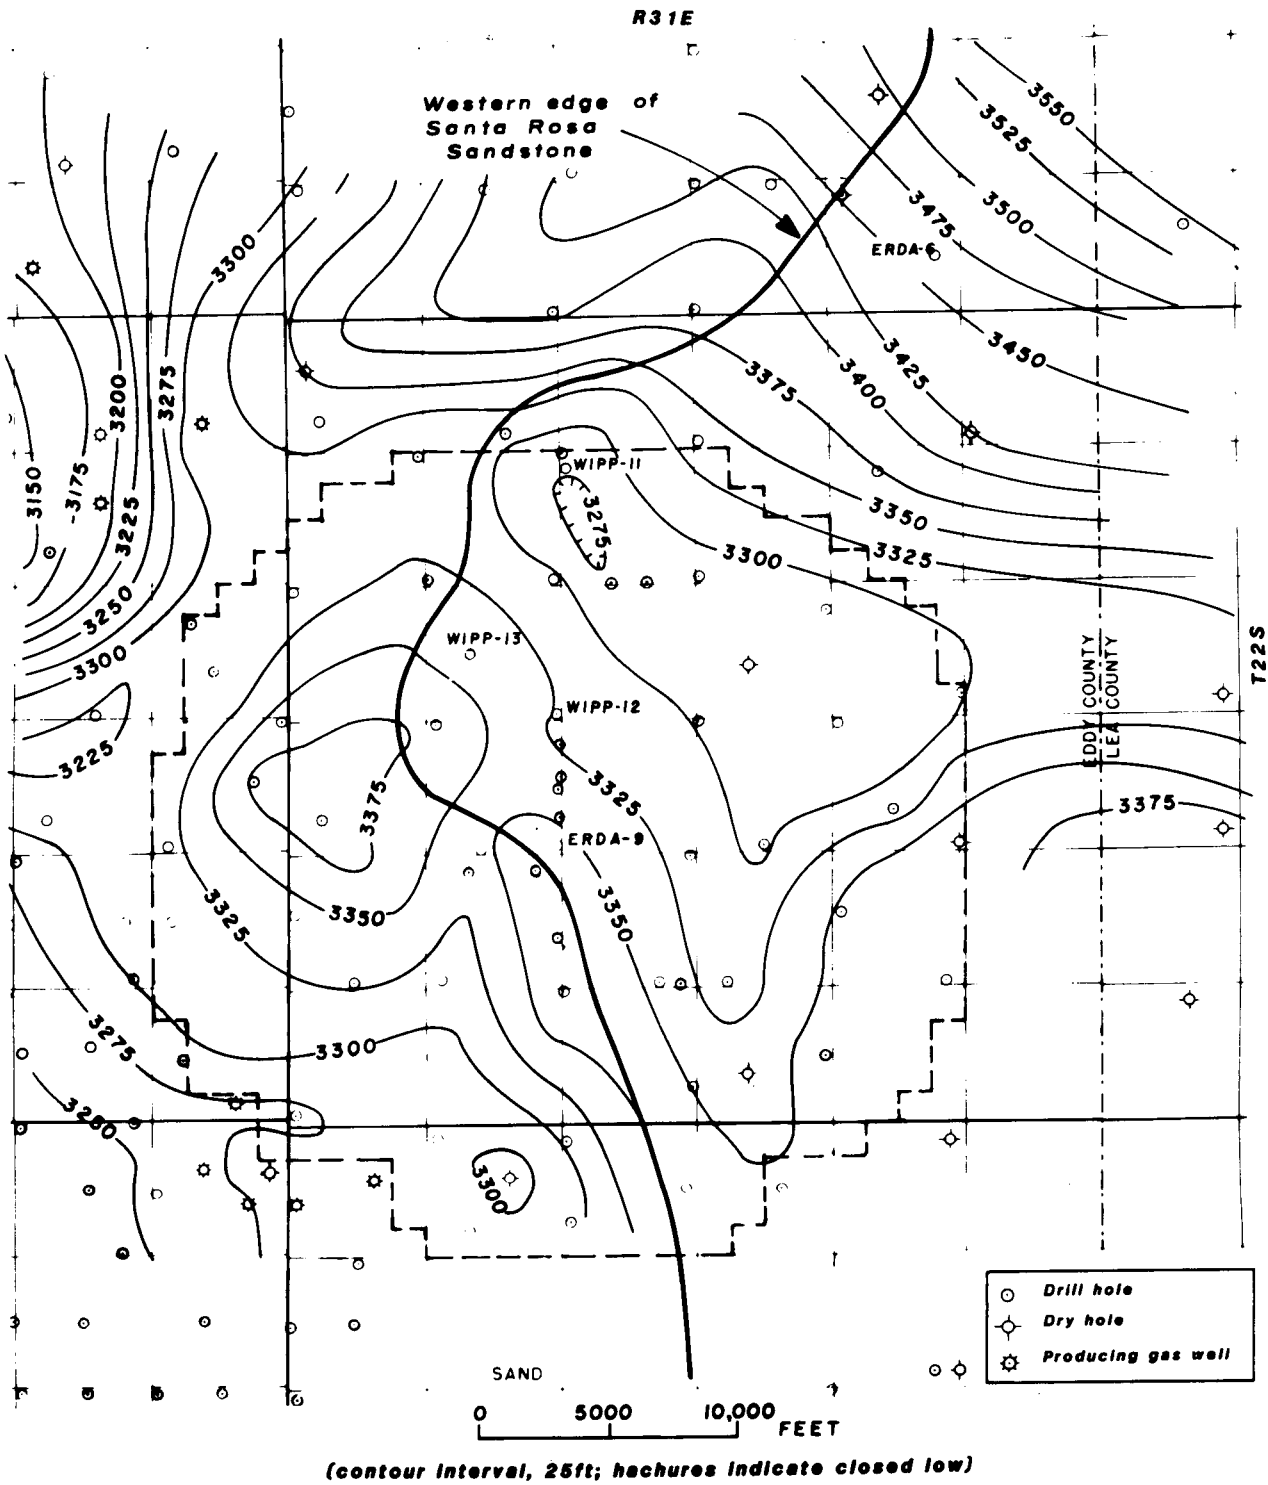 R31E
Western edge of
Santa Rosa
Sandstone
3550
3525
3500
3475
ERDA-6
3300
3450
3425
3400
3375
3200
3275
3150
-3175
3225
3250
3300
WIPP-11
3275
3350
3325
3300
WIPP-13
WIPP-12
EDDY COUNTY
LEA COUNTY
T22S
3225
3375
3325
3375
ERDA-9
3350
3325
3350
3275
3300
3250
3300
Drill hole
Dry hole
Producing gas well
SAND
0 5000 10,000
FEET
(contour interval, 25ft; hachures indicate closed low)